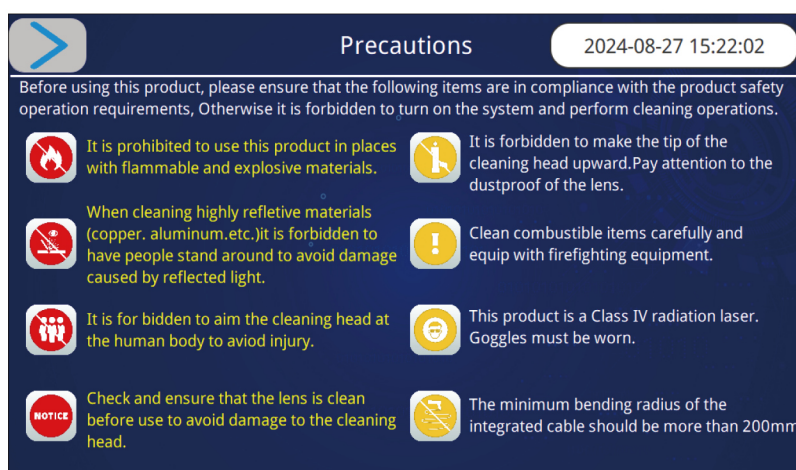 Precautions
2024-08-27 15:22:02
Before using this product, please ensure that the following items are in compliance with the product safety
operation requirements, Otherwise it is forbidden to turn on the system and perform cleaning operations.
It is prohibited to use this product in places
with flammable and explosive materials.
When cleaning highly refletive materials
(copper. aluminum.etc.)it is forbidden to
have people stand around to avoid damage
caused by reflected light.
It is for bidden to aim the cleaning head at
the human body to aviod injury.
NOTICE
Check and ensure that the lens is clean
before use to avoid damage to the cleaning
head.
It is forbidden to make the tip of the
cleaning head upward.Pay attention to the
dustproof of the lens.
Clean combustible items carefully and
equip with firefighting equipment.
This product is a Class IV radiation laser.
Goggles must be worn.
The minimum bending radius of the
integrated cable should be more than 200mm